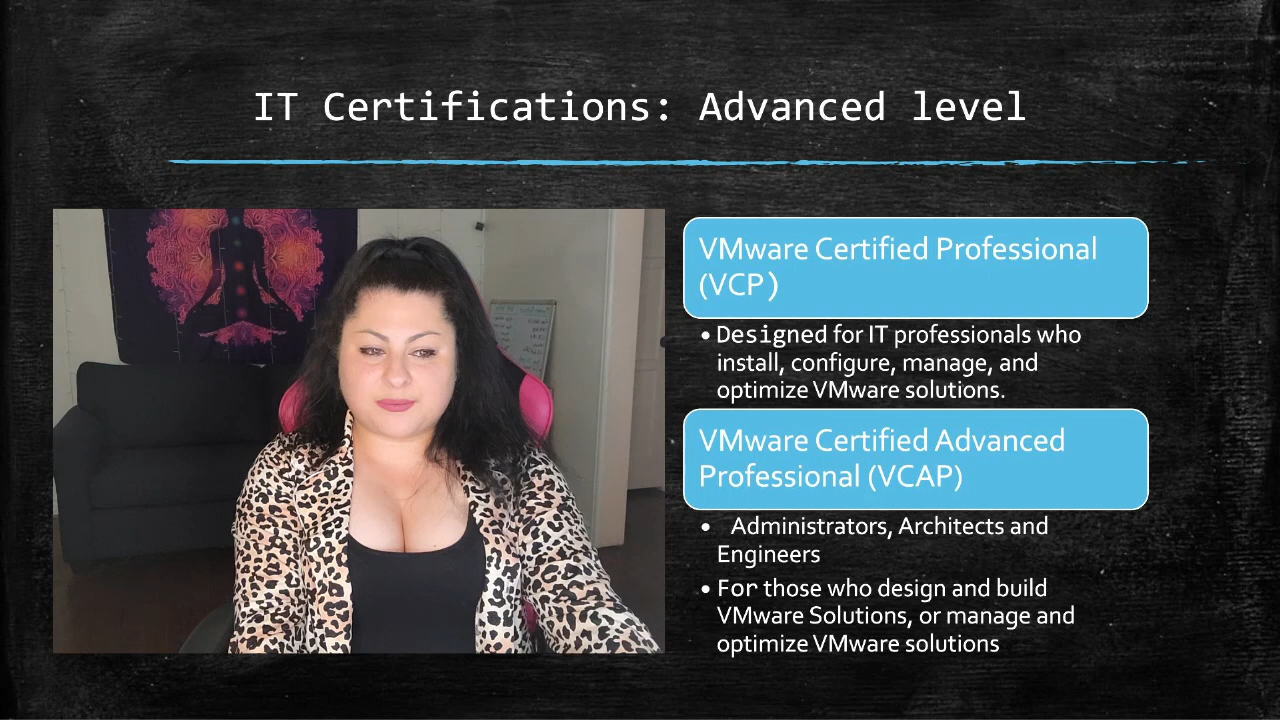 IT Certifications: Advanced level
VMware Certified Professional
(VCP)
• Designed for IT professionals who
install, configure, manage, and
optimize VMware solutions.
VMware Certified Advanced
Professional (VCAP)
• Administrators, Architects and
Engineers
• For those who design and build
VMware Solutions, or manage and
optimize VMware solutions